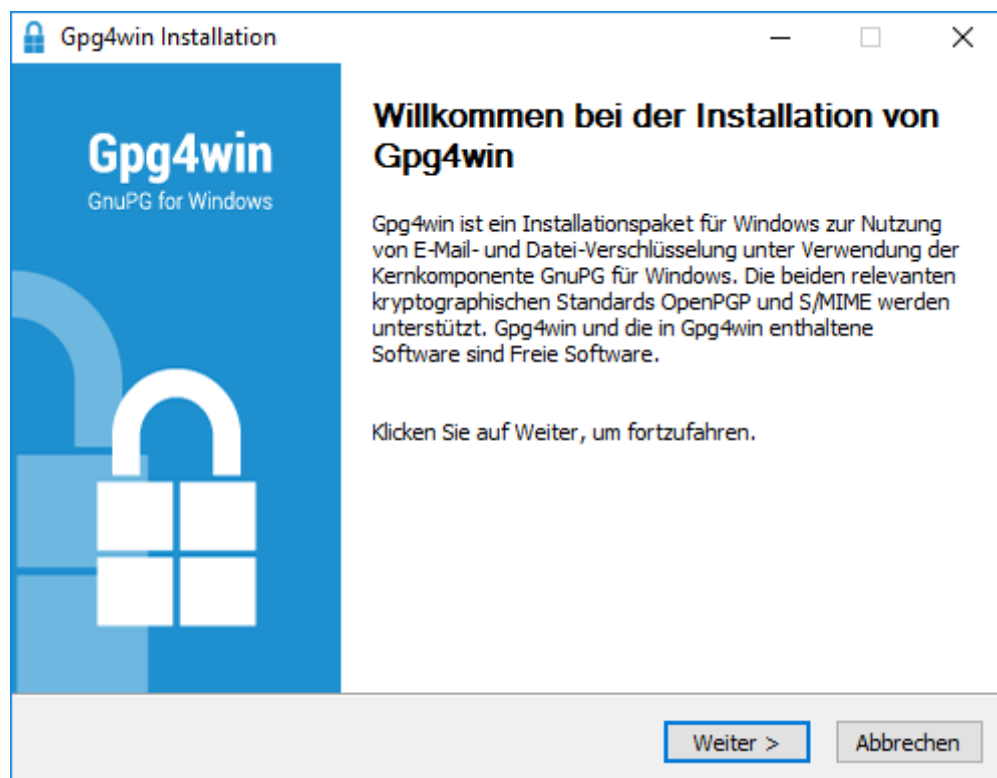 Gpg4win Installation
Gpg4win
GnuPG for Windows
Willkommen bei der Installation von
Gpg4win
Gpg4win ist ein Installationspaket für Windows zur Nutzung
von E-Mail- und Datei-Verschlüsselung unter Verwendung der
Kernkomponente GnuPG für Windows. Die beiden relevanten
kryptographischen Standards OpenPGP und S/MIME werden
unterstützt. Gpg4win und die in Gpg4win enthaltene
Software sind Freie Software.
Klicken Sie auf Weiter, um fortzufahren.
Weiter >
Abbrechen